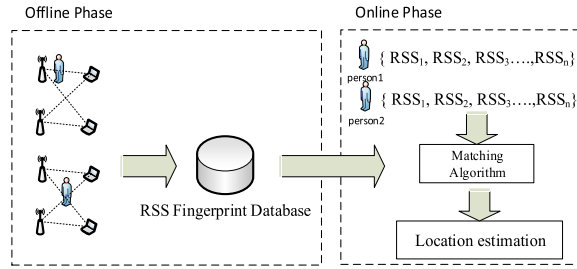 Offline Phase
RSS Fingerprint Database
Online Phase
person1 { RSS₁, RSS₂, RSS₃....,RSSₙ}
person2 { RSS₁, RSS₂, RSS₃....,RSSₙ}
Matching
Algorithm
Location estimation